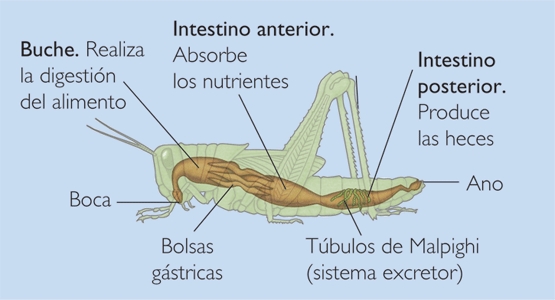 Buche. Realiza
la digestión
del alimento
Intestino anterior.
Absorbe
los nutrientes
Intestino
posterior.
Produce
las heces
Boca
Ano
Bolsas
gástricas
Túbulos de Malpighi
(sistema excretor)